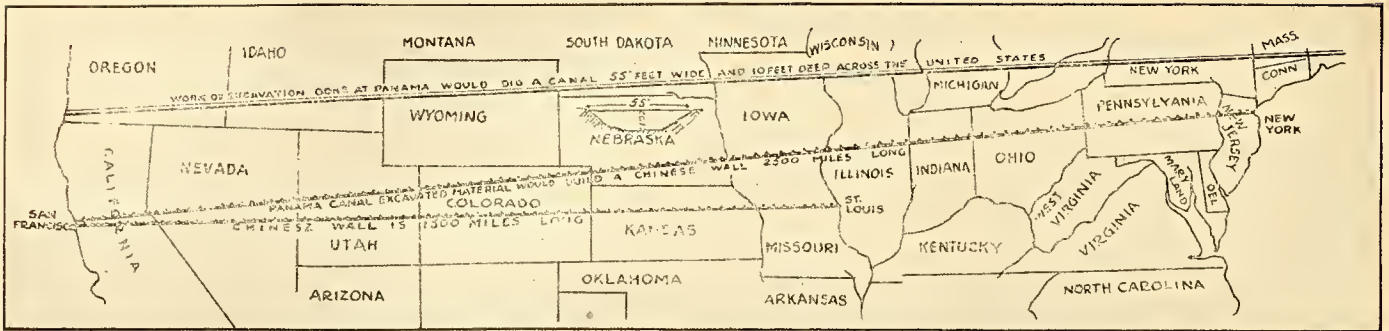 OREGON
IDAHO
MONTANA
SOUTH DAKOTA
MINNESOTA
WISCONSIN
MASS.
CONN
NEW YORK
MICHIGAN
WORK OF EXCAVATION DONE AT PANAMA WOULD DIG A CANAL 55 FEET WIDE AND 10 FEET DEEP ACROSS THE UNITED STATES
WYOMING
55'
NEBRASKA
IOWA
PENNSYLVANIA
NEW JERSEY
NEW YORK
CALIFORNIA
NEVADA
ILLINOIS
INDIANA
OHIO
MARYLAND
DEL
PANAMA CANAL EXCAVATED MATERIAL WOULD BUILD A CHINESE WALL 2300 MILES LONG
COLORADO
ST. LOUIS
WEST VIRGINIA
VIRGINIA
SAN FRANCISCO
CHINESE WALL IS 1500 MILES LONG
UTAH
KANSAS
MISSOURI
KENTUCKY
ARIZONA
OKLAHOMA
ARKANSAS
NORTH CAROLINA